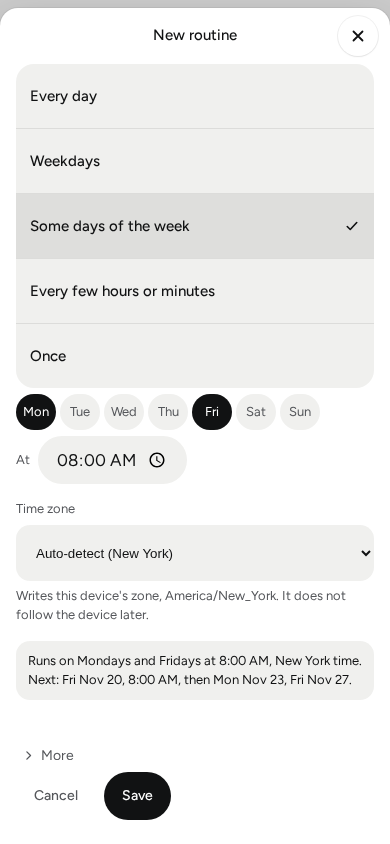 New routine
Every day
Weekdays
Some days of the week
Every few hours or minutes
Once
Mon Tue Wed Thu Fri Sat Sun
At 08:00 AM
Time zone
Auto-detect (New York)
Writes this device's zone, America/New_York. It does not
follow the device later.
Runs on Mondays and Fridays at 8:00 AM, New York time.
Next: Fri Nov 20, 8:00 AM, then Mon Nov 23, Fri Nov 27.
More
Cancel Save